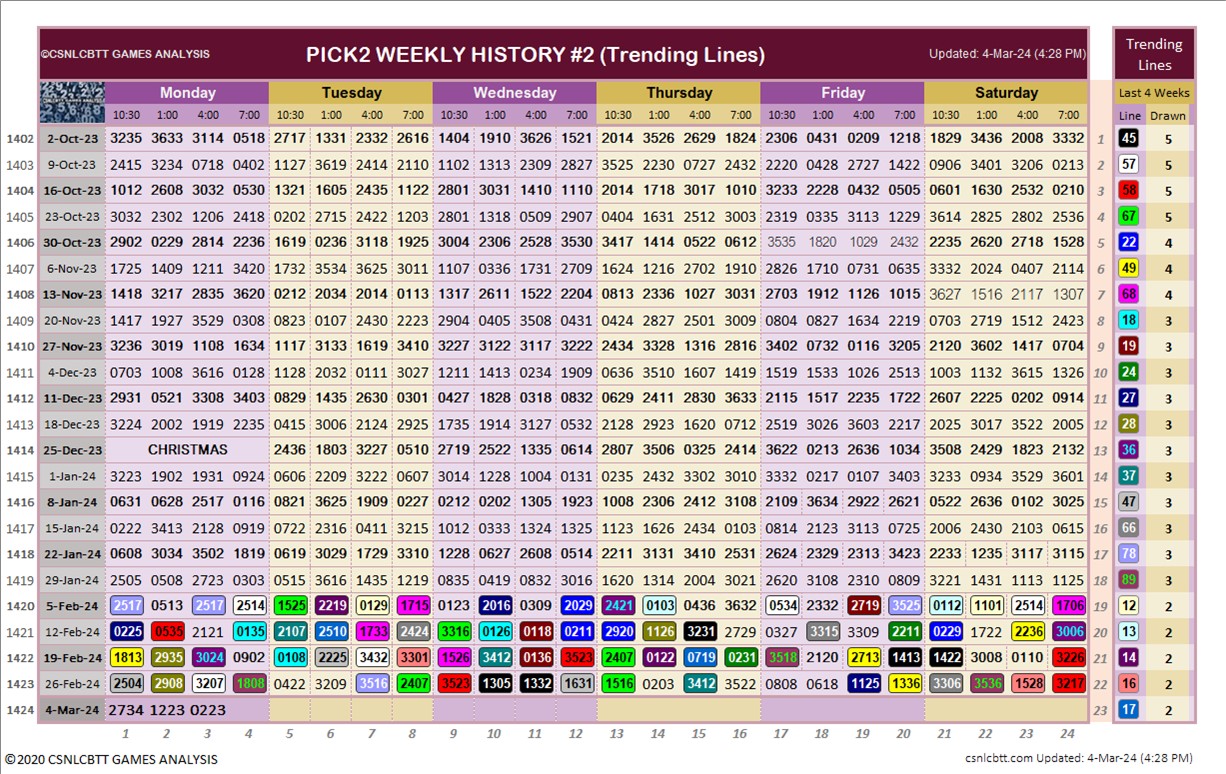 ©CSNLCBTT GAMES ANALYSIS PICK2 WEEKLY HISTORY #2 (Trending Lines) Updated: 4-Mar-24 (4:28 PM) Trending Lines
Monday Tuesday Wednesday Thursday Friday Saturday Last 4 Weeks
10:30 1:00 4:00 7:00 10:30 1:00 4:00 7:00 10:30 1:00 4:00 7:00 10:30 1:00 4:00 7:00 10:30 1:00 4:00 7:00 10:30 1:00 4:00 7:00 Line Drawn
1402 2-Oct-23 3235 3633 3114 0518 2717 1331 2332 2616 1404 1910 3626 1521 2014 3526 2629 1824 2306 0431 0209 1218 1829 3436 2008 3332 1 45 5
1403 9-Oct-23 2415 3234 0718 0402 1127 3619 2414 2110 1102 1313 2309 2827 3525 2230 0727 2432 2220 0428 2727 1422 0906 3401 3206 0213 2 57 5
1404 16-Oct-23 1012 2608 3032 0530 1321 1605 2435 1122 2801 3031 1410 1110 2014 1718 3017 1010 3233 2228 0432 0505 0601 1630 2532 0210 3 58 5
1405 23-Oct-23 3032 2302 1206 2418 0202 2715 2422 1203 2801 1318 0509 2907 0404 1631 2512 3003 2319 0335 3113 1229 3614 2825 2802 2536 4 67 5
1406 30-Oct-23 2902 0229 2814 2236 1619 0236 3118 1925 3004 2306 2528 3530 3417 1414 0522 0612 3535 1820 1029 2432 2235 2620 2718 1528 5 22 4
1407 6-Nov-23 1725 1409 1211 3420 1732 3534 3625 3011 1107 0336 1731 2709 1624 1216 2702 1910 2826 1710 0731 0635 3332 2024 0407 2114 6 49 4
1408 13-Nov-23 1418 3217 2835 3620 0212 2034 2014 0113 1317 2611 1522 2204 0813 2336 1027 3031 2703 1912 1126 1015 3627 1516 2117 1307 7 68 4
1409 20-Nov-23 1417 1927 3529 0308 0823 0107 2430 2223 2904 0405 3508 0431 0424 2827 2501 3009 0804 0827 1634 2219 0703 2719 1512 2423 8 18 3
1410 27-Nov-23 3236 3019 1108 1634 1117 3133 1619 3410 3227 3122 3117 3222 2434 3328 1316 2816 3402 0732 0116 3205 2120 3602 1417 0704 9 19 3
1411 4-Dec-23 0703 1008 3616 0128 1128 2032 0111 3027 1211 1413 0234 1909 0636 3510 1607 1419 1519 1533 1026 2513 1003 1132 3615 1326 10 24 3
1412 11-Dec-23 2931 0521 3308 3403 0829 1435 2630 0301 0427 1828 0318 0832 0629 2411 2830 3633 2115 1517 2235 1722 2607 2225 0202 0914 11 27 3
1413 18-Dec-23 3224 2002 1919 2235 0415 3006 2124 2925 1735 1914 3127 0532 2128 2923 1620 0712 2519 3026 3603 2217 2025 3017 3522 2005 12 28 3
1414 25-Dec-23 CHRISTMAS 2436 1803 3227 0510 2719 2522 1335 0614 2807 3506 0325 2414 3622 0213 2636 1034 3508 2429 1823 2132 13 36 3
1415 1-Jan-24 3223 1902 1931 0924 0606 2209 3222 0607 3014 1228 1004 0131 0235 2432 3302 3010 3332 0217 0107 3403 3233 0934 3529 3601 14 37 3
1416 8-Jan-24 0631 0628 2517 0116 0821 3625 1909 0227 0212 0202 1305 1923 1008 2306 2412 3108 2109 3634 2922 2621 0522 2636 0102 3025 15 47 3
1417 15-Jan-24 0222 3413 2128 0919 0722 2316 0411 3215 1012 0333 1324 1325 1123 1626 2434 0103 0814 2123 3113 0725 2006 2430 2103 0615 16 66 3
1418 22-Jan-24 0608 3034 3502 1819 0619 3029 1729 3310 1228 0627 2608 0514 2211 3131 3410 2531 2624 2329 2313 3423 2233 1235 3117 3115 17 78 3
1419 29-Jan-24 2505 0508 2723 0303 0515 3616 1435 1219 0835 0419 0832 3016 1620 1314 2004 3021 2620 3108 2310 0809 3221 1431 1113 1125 18 89 3
1420 5-Feb-24 2517 0513 2517 2514 1525 2219 0129 1715 0123 2016 0309 2029 2421 0103 0436 3632 0534 2332 2719 3525 0112 1101 2514 1706 19 12 2
1421 12-Feb-24 0225 0535 2121 0135 2107 2510 1733 2424 3316 0126 0118 0211 2920 1126 3231 2729 0327 3315 3309 2211 0229 1722 2236 3006 20 13 2
1422 19-Feb-24 1813 2935 3024 0902 0108 2225 3432 3301 1526 3412 0136 3523 2407 0122 0719 0231 3518 2120 2713 1413 1422 3008 0110 3226 21 14 2
1423 26-Feb-24 2504 2908 3207 1808 0422 3209 3516 2407 3523 1305 1332 1631 1516 0203 3412 3522 0808 0618 1125 1336 3306 3536 1528 3217 22 16 2
1424 4-Mar-24 2734 1223 0223 23 17 2
1 2 3 4 5 6 7 8 9 10 11 12 13 14 15 16 17 18 19 20 21 22 23 24
©2020 CSNLCBTT GAMES ANALYSIS csnlcbtt.com Updated: 4-Mar-24 (4:28 PM)